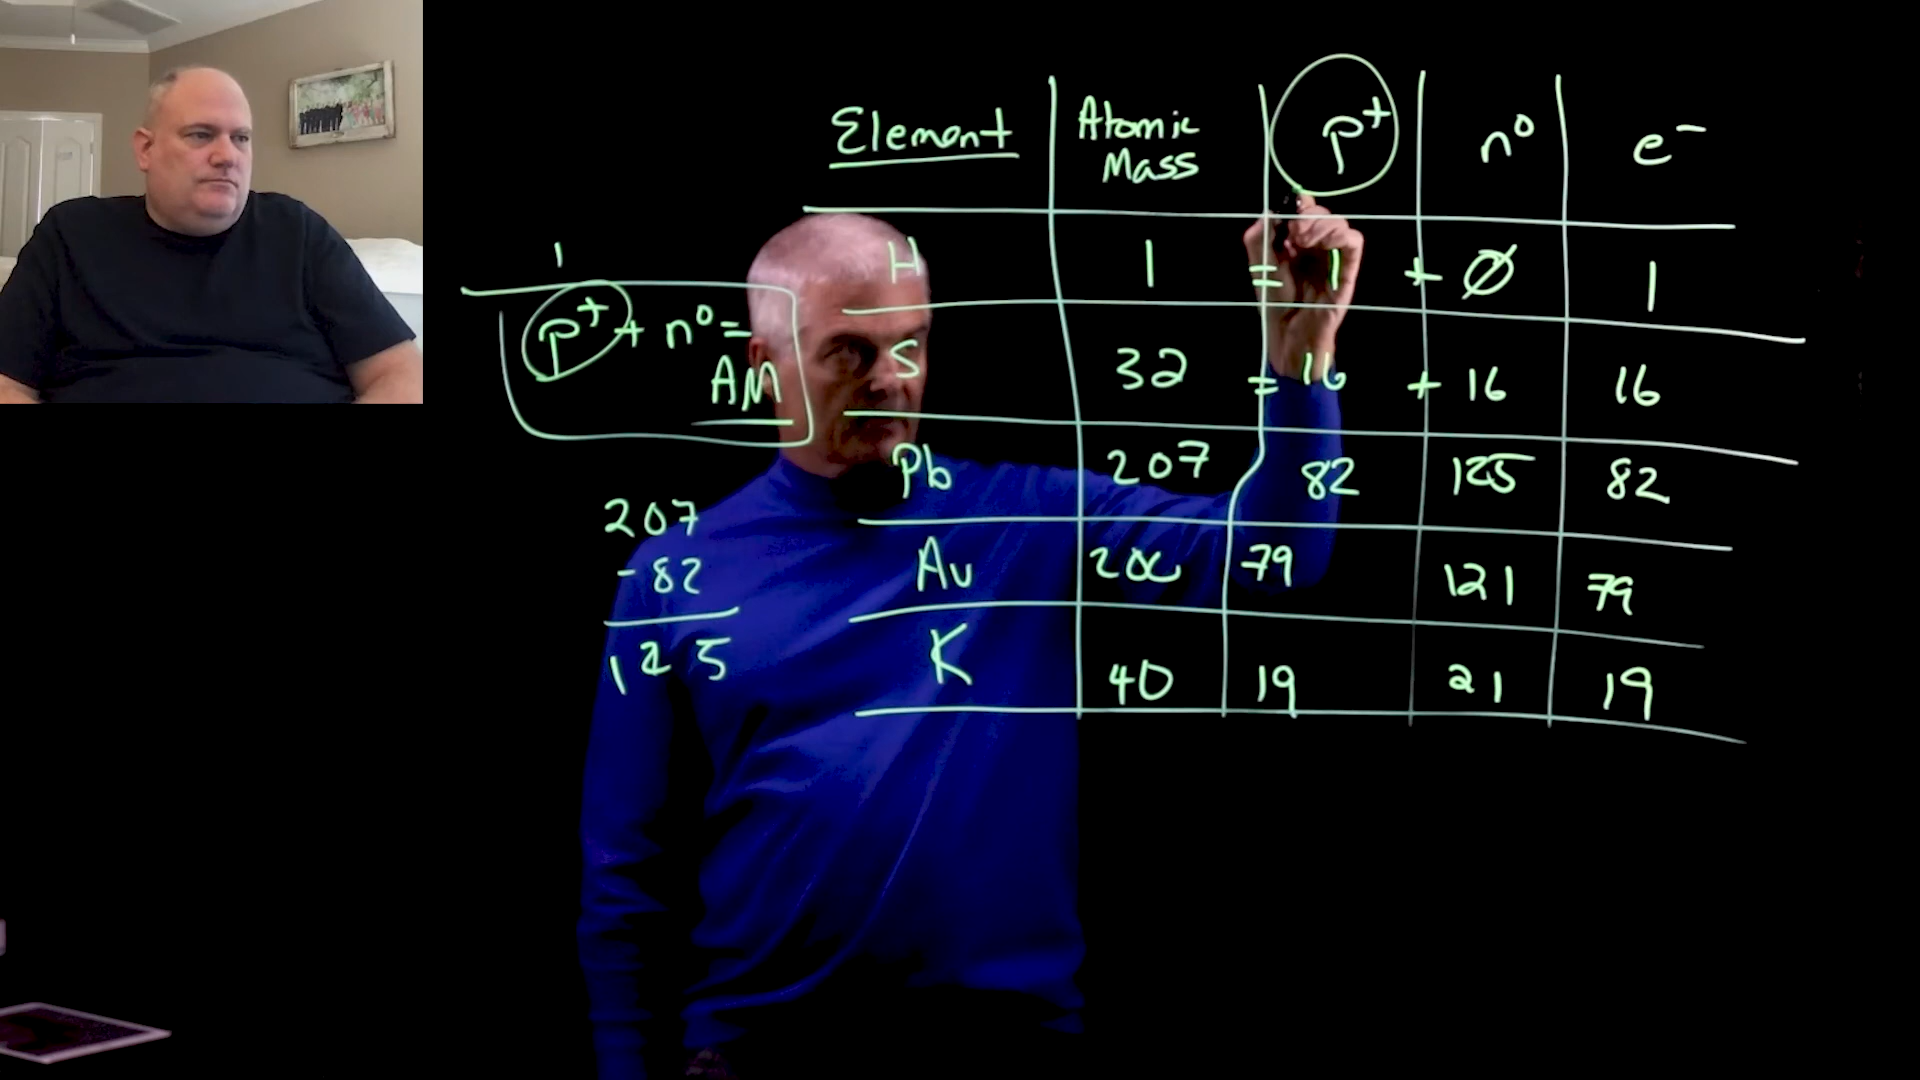 Element Atomic Mass p⁺ n⁰ e⁻
H 1 = 1 + ∅ 1
S 32 = 16 + 16 16
Pb 207 82 125 82
Au 200 79 121 79
K 40 19 21 19
1
p⁺ + n⁰ =
AM
207
-82
125